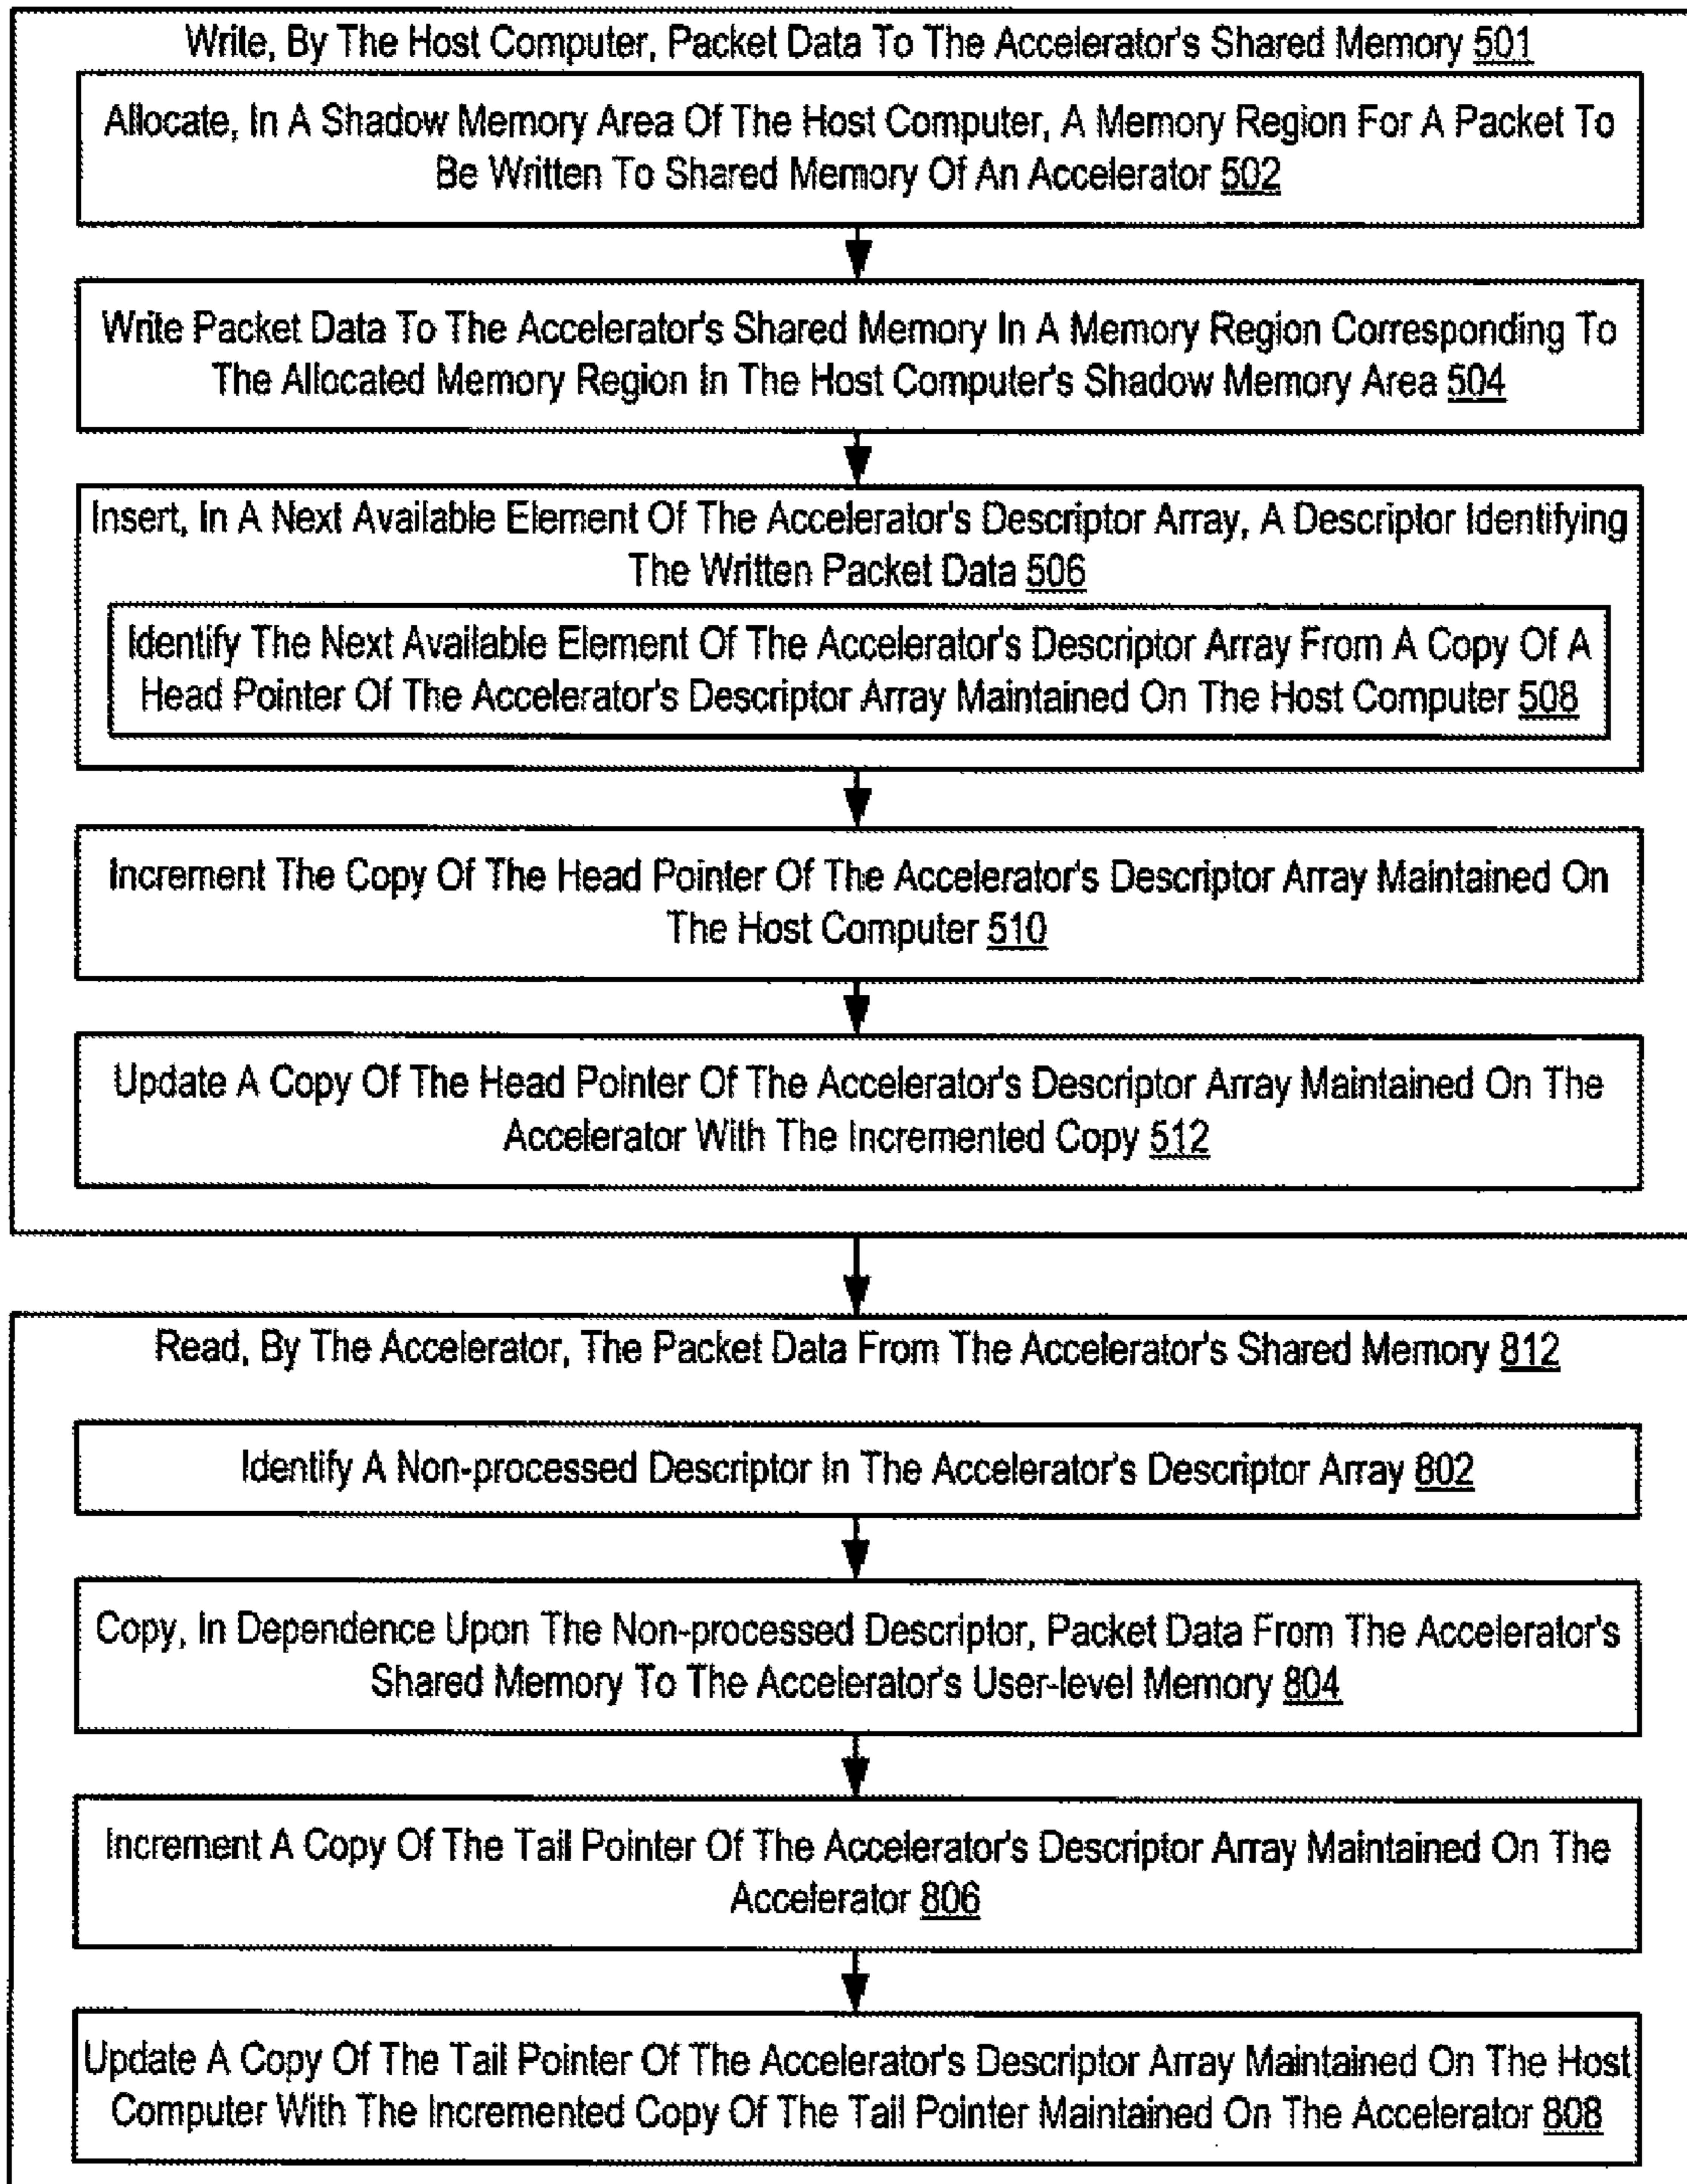 Write, By The Host Computer, Packet Data To The Accelerator's Shared Memory 501
Allocate, In A Shadow Memory Area Of The Host Computer, A Memory Region For A Packet To
Be Written To Shared Memory Of An Accelerator 502
Write Packet Data To The Accelerator's Shared Memory In A Memory Region Corresponding To
The Allocated Memory Region In The Host Computer's Shadow Memory Area 504
Insert, In A Next Available Element Of The Accelerator's Descriptor Array, A Descriptor Identifying
The Written Packet Data 506
Identify The Next Available Element Of The Accelerator's Descriptor Array From A Copy Of A
Head Pointer Of The Accelerator's Descriptor Array Maintained On The Host Computer 508
Increment The Copy Of The Head Pointer Of The Accelerator's Descriptor Array Maintained On
The Host Computer 510
Update A Copy Of The Head Pointer Of The Accelerator's Descriptor Array Maintained On The
Accelerator With The Incremented Copy 512
Read, By The Accelerator, The Packet Data From The Accelerator's Shared Memory 812
Identify A Non-processed Descriptor In The Accelerator's Descriptor Array 802
Copy, In Dependence Upon The Non-processed Descriptor, Packet Data From The Accelerator's
Shared Memory To The Accelerator's User-level Memory 804
Increment A Copy Of The Tail Pointer Of The Accelerator's Descriptor Array Maintained On The
Accelerator 806
Update A Copy Of The Tail Pointer Of The Accelerator's Descriptor Array Maintained On The Host
Computer With The Incremented Copy Of The Tail Pointer Maintained On The Accelerator 808